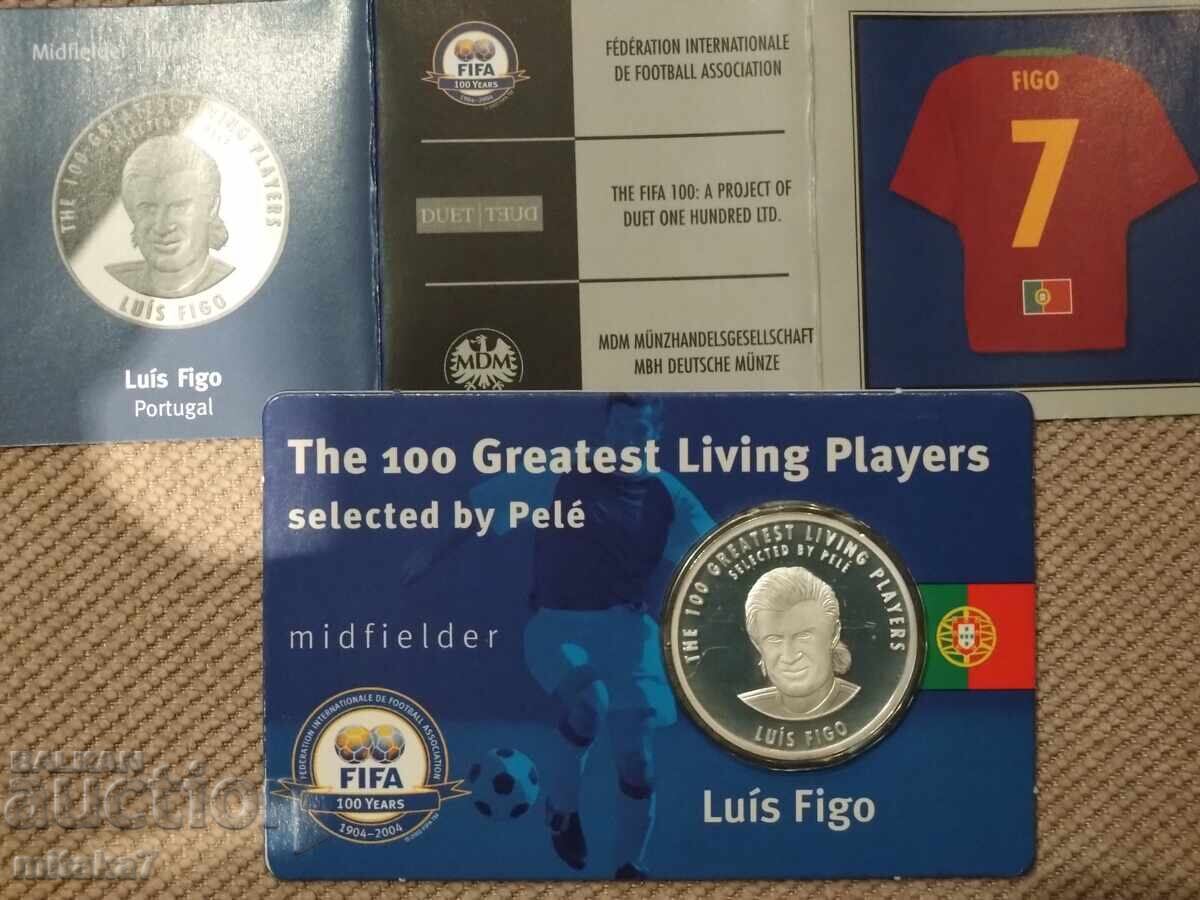 Midfielder
THE 100 GREATEST LIVING PLAYERS
SELECTED BY PELÉ
LUÍS FIGO
Luís Figo
Portugal
FIFA
100 YEARS
1904-2004
FÉDÉRATION INTERNATIONALE
DE FOOTBALL ASSOCIATION
DUET
THE FIFA 100: A PROJECT OF
DUET ONE HUNDRED LTD.
MDM
MDM MÜNZHANDELSGESELLSCHAFT
MBH DEUTSCHE MÜNZE
FIGO
7
The 100 Greatest Living Players
selected by Pelé
midfielder
THE 100 GREATEST LIVING PLAYERS
SELECTED BY PELÉ
LUÍS FIGO
FÉDÉRATION INTERNATIONALE DE FOOTBALL ASSOCIATION
FIFA
100 YEARS
1904–2004
Luís Figo
BALKAN
auction
mitaka7